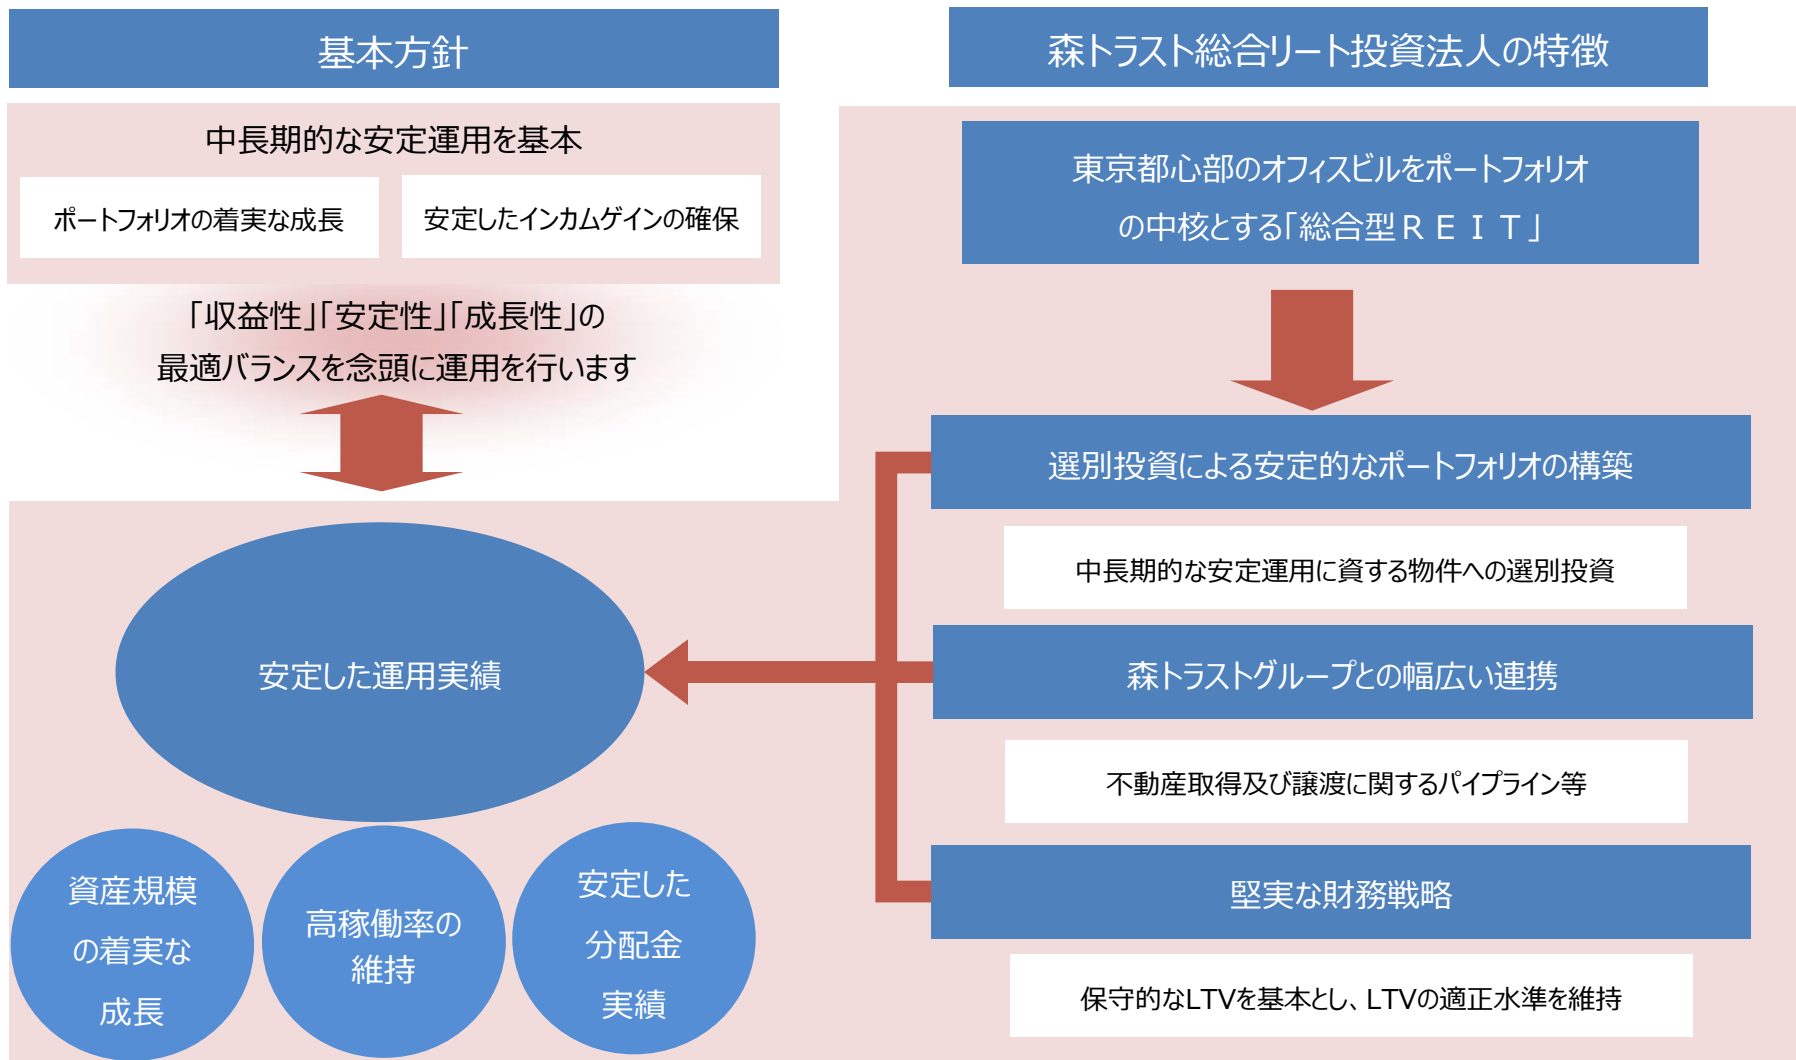 基本方針
中長期的な安定運用を基本
ポートフォリオの着実な成長
安定したインカムゲインの確保
「収益性」「安定性」「成長性」の
最適バランスを念頭に運用を行います
安定した運用実績
資産規模
の着実な
成長
高稼働率の
維持
安定した
分配金
実績
森トラスト総合リート投資法人の特徴
東京都心部のオフィスビルをポートフォリオ
の中核とする「総合型ＲＥＩＴ」
選別投資による安定的なポートフォリオの構築
中長期的な安定運用に資する物件への選別投資
森トラストグループとの幅広い連携
不動産取得及び譲渡に関するパイプライン等
堅実な財務戦略
保守的なLTVを基本とし、LTVの適正水準を維持